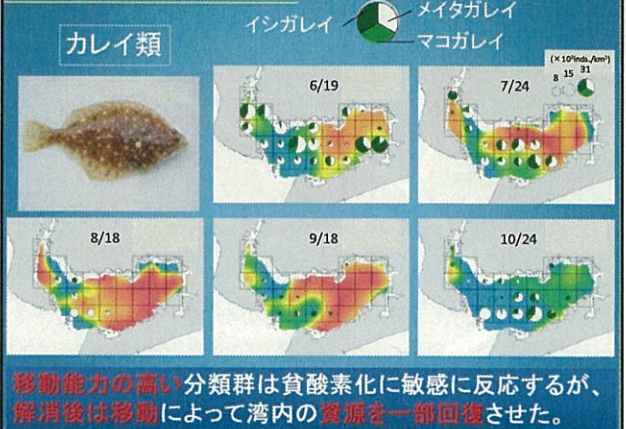 イシガレイ
メイタガレイ
マコガレイ
カレイ類
(×10³inds./km²)
8 15 31
6/19
7/24
8/18
9/18
10/24
移動能力の高い分類群は貧酸素化に敏感に反応するが、
解消後は移動によって湾内の資源を一部回復させた。